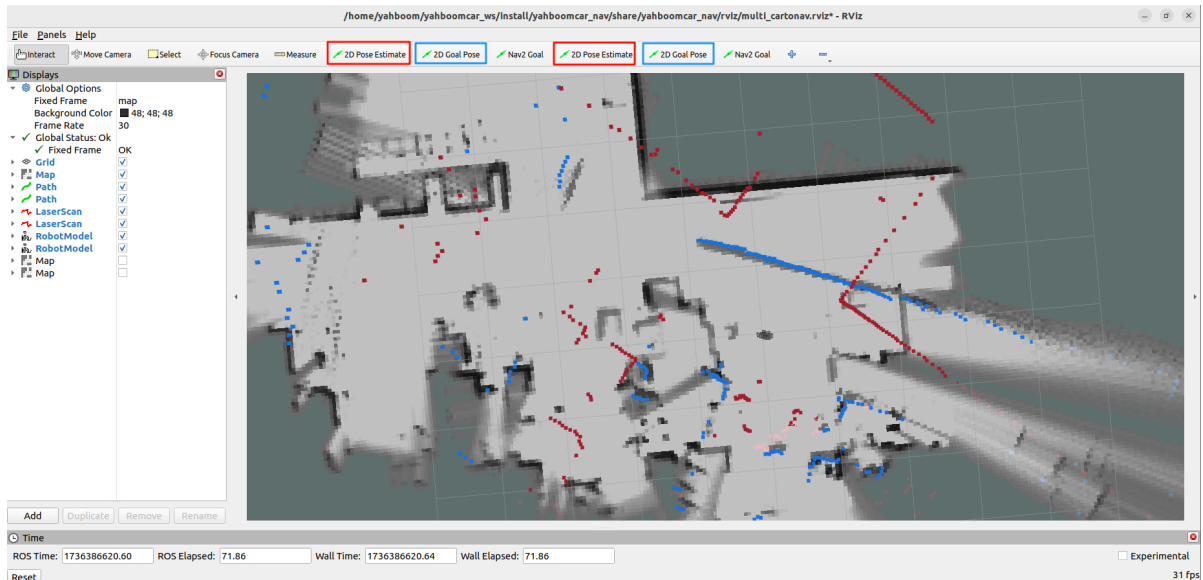 /home/yahboom/yahboomcar_ws/install/yahboomcar_nav/share/yahboomcar_nav/rviz/multi_cartonav.rviz* - RViz
File Panels Help
Interact Move Camera Select Focus Camera Measure 2D Pose Estimate 2D Goal Pose Nav2 Goal 2D Pose Estimate 2D Goal Pose Nav2 Goal
Displays
Global Options
Fixed Frame map
Background Color 48; 48; 48
Frame Rate 30
Global Status: Ok
Fixed Frame OK
Grid
Map
Path
Path
LaserScan
LaserScan
RobotModel
RobotModel
Map
Map
Add Duplicate Remove Rename
Time
ROS Time: 1736386620.60 ROS Elapsed: 71.86 Wall Time: 1736386620.64 Wall Elapsed: 71.86 Experimental
Reset 31 fps